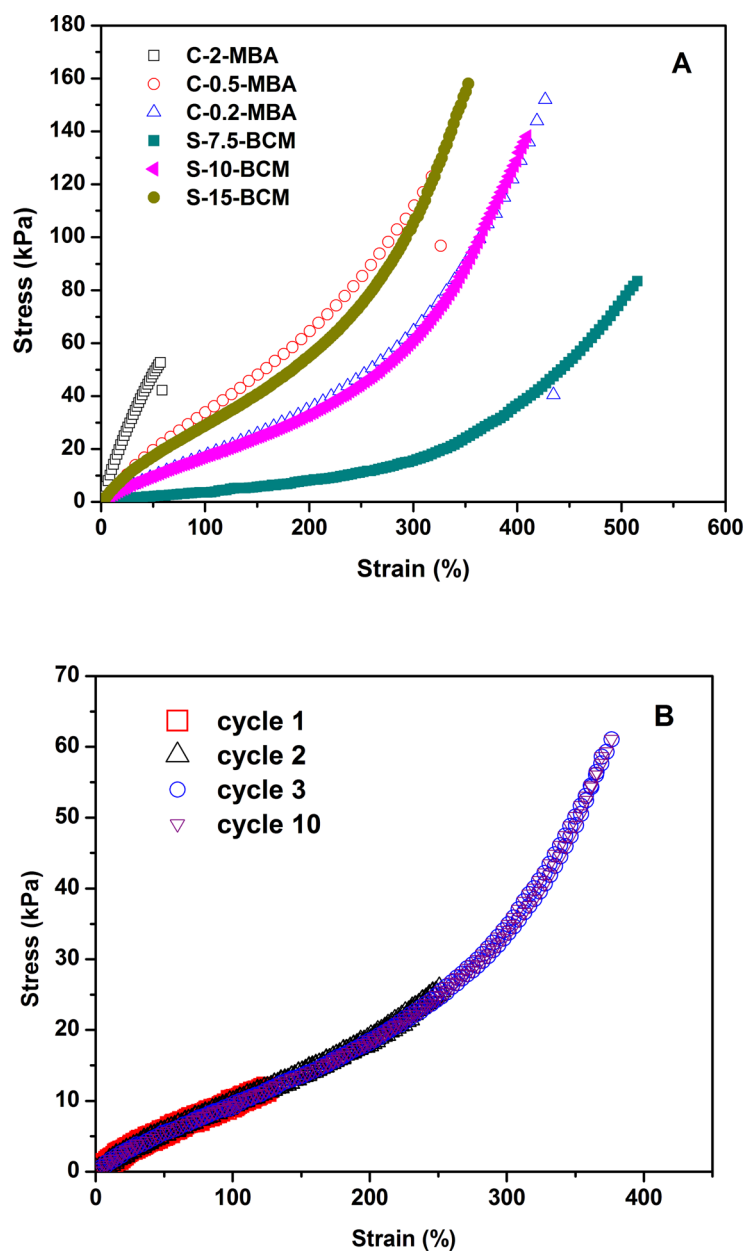 A
C-2-MBA
C-0.5-MBA
C-0.2-MBA
S-7.5-BCM
S-10-BCM
S-15-BCM
180
160
140
120
100
80
60
40
20
0
Stress (kPa)
0 100 200 300 400 500 600
Strain (%)
B
cycle 1
cycle 2
cycle 3
cycle 10
70
60
50
40
30
20
10
0
Stress (kPa)
0 100 200 300 400
Strain (%)